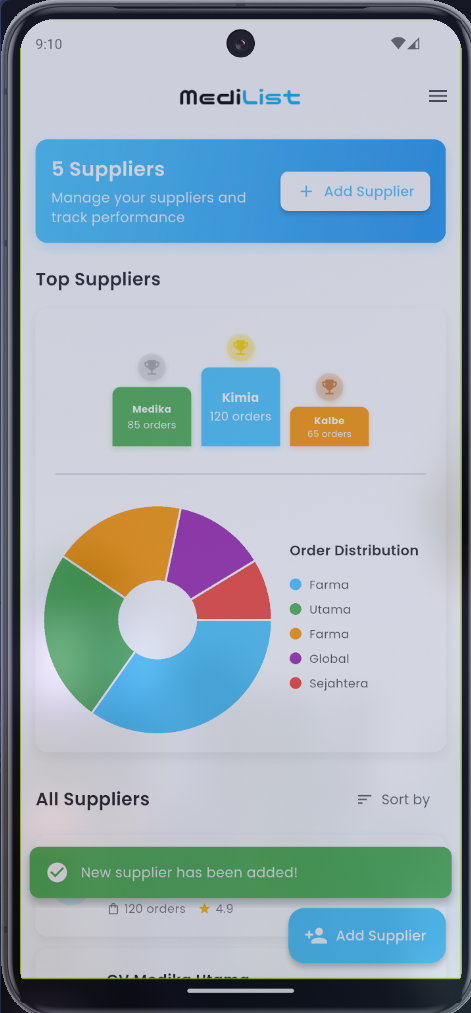 9:10
MediList
5 Suppliers
Manage your suppliers and
track performance
+ Add Supplier
Top Suppliers
Kimia
120 orders
Medika
85 orders
Kalbe
65 orders
Order Distribution
Farma
Utama
Farma
Global
Sejahtera
All Suppliers
Sort by
New supplier has been added!
120 orders 4.9
Add Supplier
CV Medika Utama